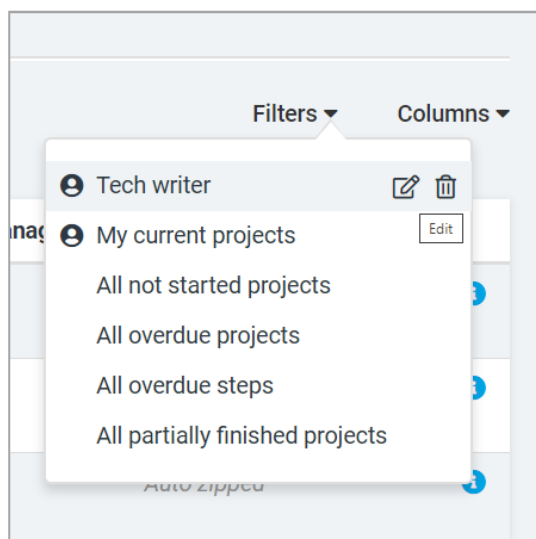 Filters Columns
Tech writer
Edit
My current projects
All not started projects
All overdue projects
All overdue steps
All partially finished projects
Auto zipped